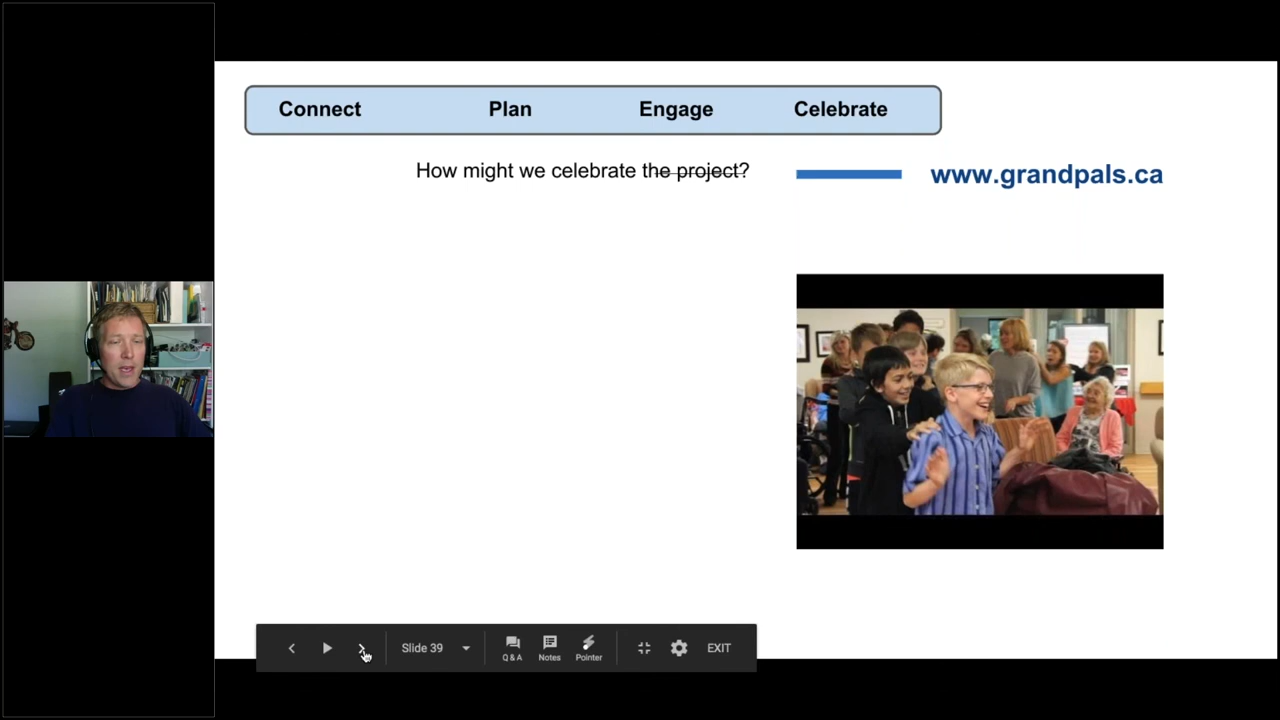 Connect Plan Engage Celebrate
How might we celebrate the project?
www.grandpals.ca
Slide 39
Q & A Notes Pointer
EXIT